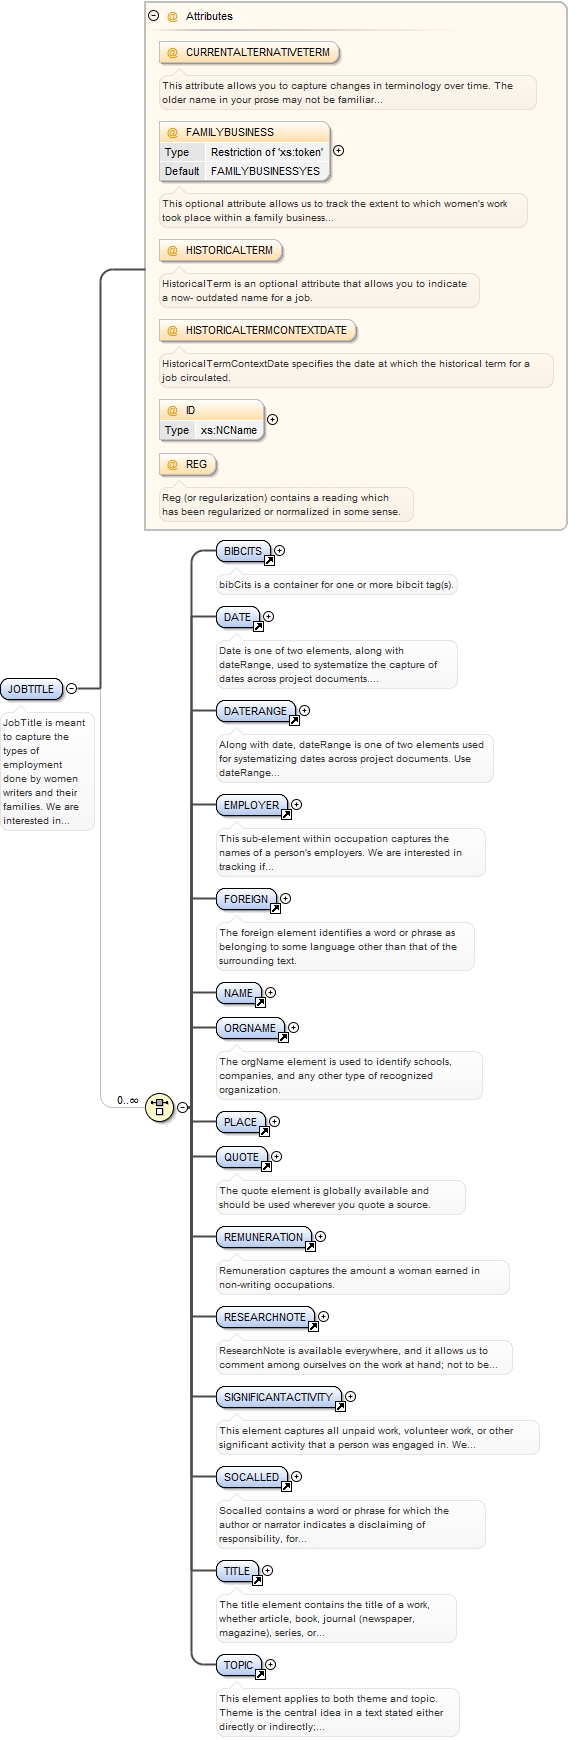 Attributes
@ CURRENTALTERNATIVETERM
This attribute allows you to capture changes in terminology over time. The
older name in your prose may not be familiar...
@ FAMILYBUSINESS
Type Restriction of 'xs:token'
Default FAMILYBUSINESSYES
This optional attribute allows us to track the extent to which women's work
took place within a family business...
@ HISTORICALTERM
HistoricalTerm is an optional attribute that allows you to indicate
a now- outdated name for a job.
@ HISTORICALTERMCONTEXTDATE
HistoricalTermContextDate specifies the date at which the historical term for a
job circulated.
@ ID
Type xs:NCName
@ REG
Reg (or regularization) contains a reading which
has been regularized or normalized in some sense.
JOBTITLE
JobTitle is meant
to capture the
types of
employment
done by women
writers and their
families. We are
interested in...
0..∞
BIBCITS
bibCits is a container for one or more bibcit tag(s).
DATE
Date is one of two elements, along with
dateRange, used to systematize the capture of
dates across project documents....
DATERANGE
Along with date, dateRange is one of two elements used
for systematizing dates across project documents. Use
dateRange...
EMPLOYER
This sub-element within occupation captures the
names of a person's employers. We are interested in
tracking if...
FOREIGN
The foreign element identifies a word or phrase as
belonging to some language other than that of the
surrounding text.
NAME
ORGNAME
The orgName element is used to identify schools,
companies, and any other type of recognized
organization.
PLACE
QUOTE
The quote element is globally available and
should be used wherever you quote a source.
REMUNERATION
Remuneration captures the amount a woman earned in
non-writing occupations.
RESEARCHNOTE
ResearchNote is available everywhere, and it allows us to
comment among ourselves on the work at hand; not to be...
SIGNIFICANTACTIVITY
This element captures all unpaid work, volunteer work, or other
significant activity that a person was engaged in. We...
SOCALLED
Socalled contains a word or phrase for which the
author or narrator indicates a disclaiming of
responsibility, for...
TITLE
The title element contains the title of a work,
whether article, book, journal (newspaper,
magazine), series, or...
TOPIC
This element applies to both theme and topic.
Theme is the central idea in a text stated either
directly or indirectly;...